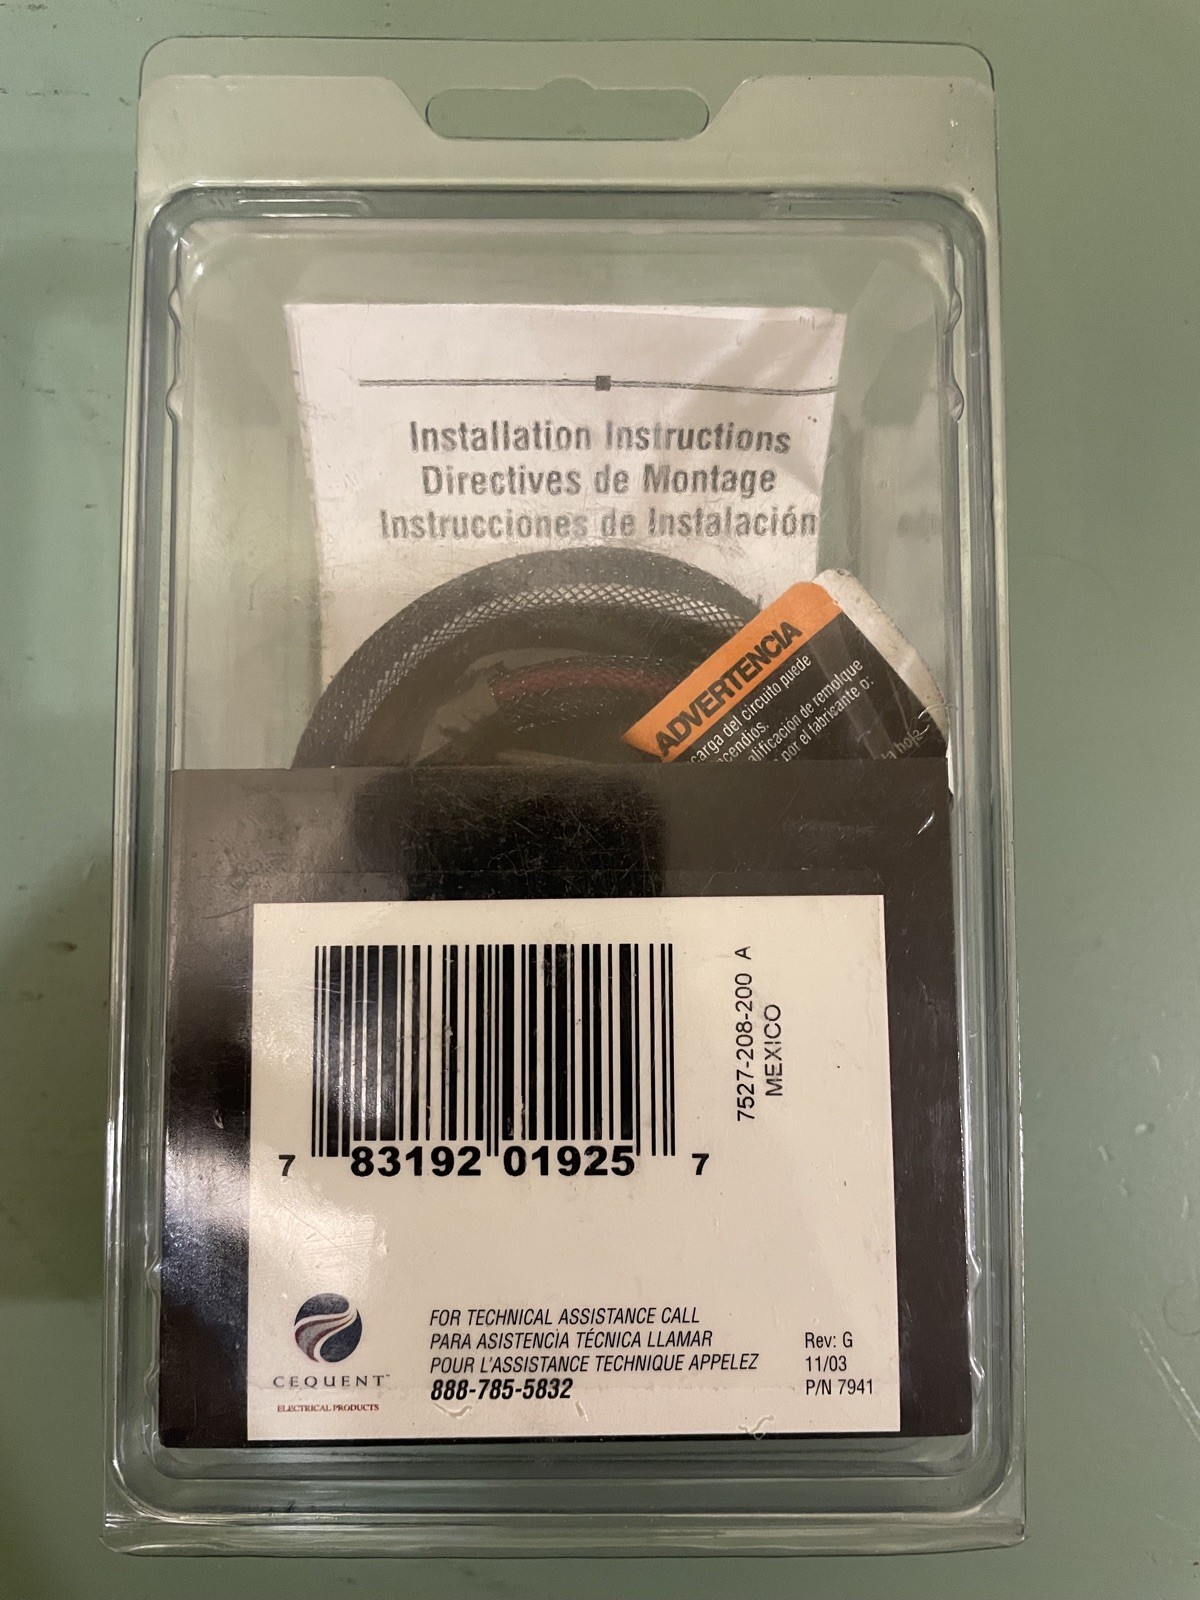 Installation Instructions
Directives de Montage
Instrucciones de Instalación
ADVERTENCIA
carga del circuito puede
ncendios.
alificación de remolque
por el fabricante o:
7 83192 01925 7
7527-208-200 A
MEXICO
CEQUENT
ELECTRICAL PRODUCTS
FOR TECHNICAL ASSISTANCE CALL
PARA ASISTENCIA TÉCNICA LLAMAR
POUR L'ASSISTANCE TECHNIQUE APPELEZ
888-785-5832
Rev: G
11/03
P/N 7941